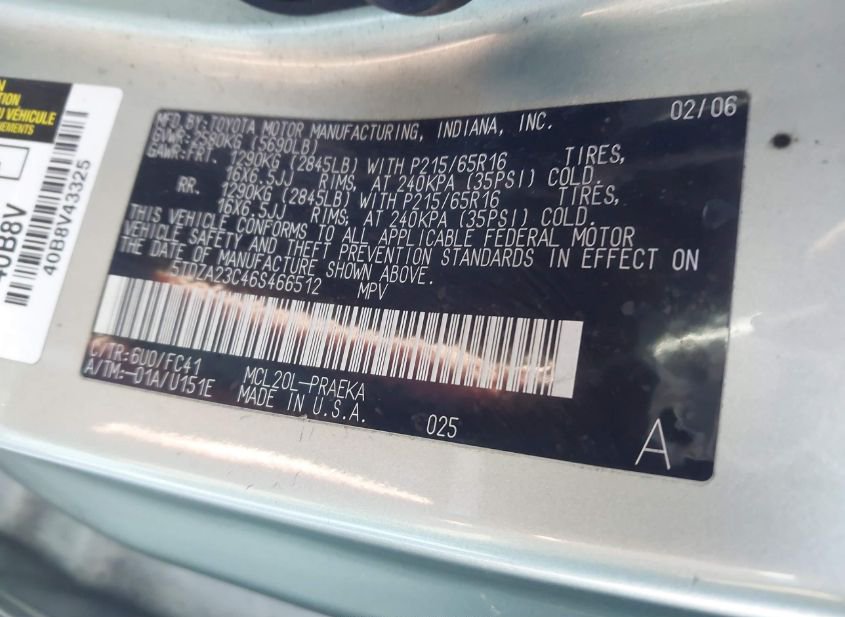 N
TION
U VÉHICULE
NEMENTS
40B8V
40B8V43325
MFD BY: TOYOTA MOTOR MANUFACTURING, INDIANA, INC. 02/06
GVWR: (5690LB)
GAWR: FRT. 1290KG (2845LB) WITH P215/65R16 TIRES,
16X6.5JJ RIMS, AT 240KPA (35PSI) COLD.
RR. 1290KG (2845LB) WITH P215/65R16 TIRES,
16X6.5JJ RIMS, AT 240KPA (35PSI) COLD.
THIS VEHICLE CONFORMS TO ALL APPLICABLE FEDERAL MOTOR
VEHICLE SAFETY AND THEFT PREVENTION STANDARDS IN EFFECT ON
THE DATE OF MANUFACTURE SHOWN ABOVE.
5TDZA23C46S466512 MPV
C/TR:6U0/FC41
A/TM:-01A/U151E
MCL20L-PRAEKA
MADE IN U.S.A.
025
A